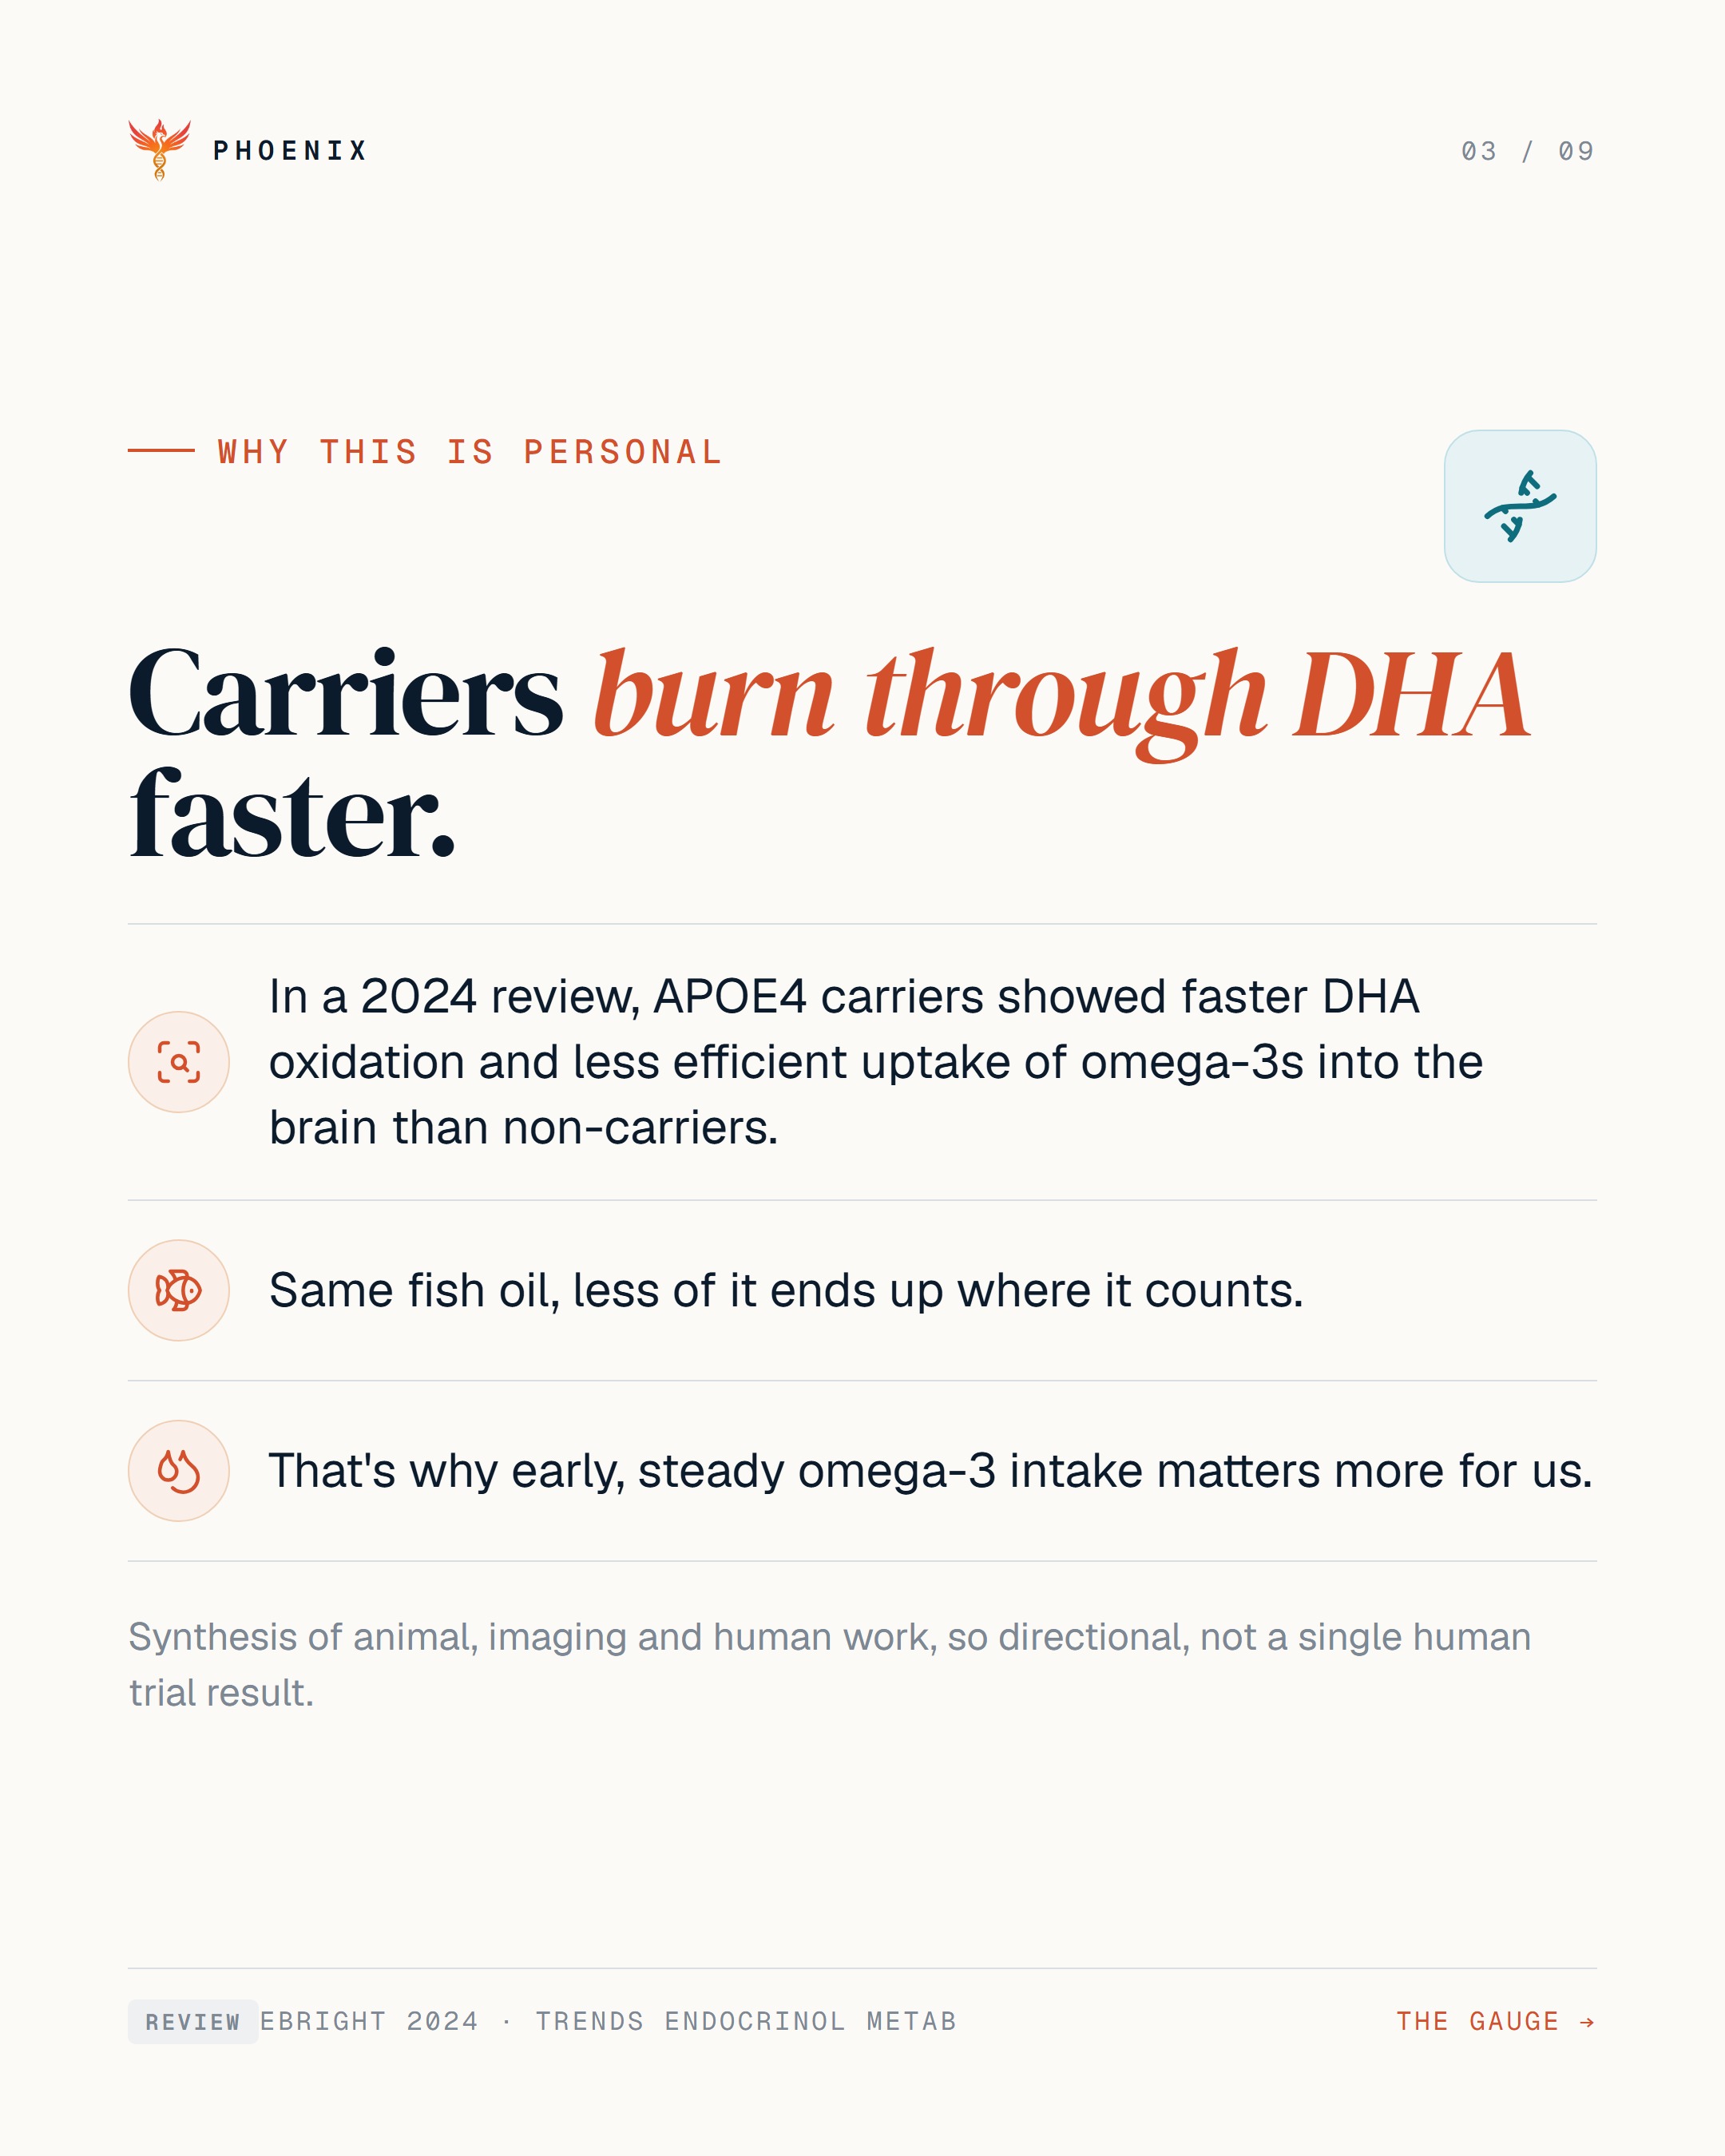 PHOENIX
03 / 09
WHY THIS IS PERSONAL
Carriers burn through DHA
faster.
In a 2024 review, APOE4 carriers showed faster DHA
oxidation and less efficient uptake of omega-3s into the
brain than non-carriers.
Same fish oil, less of it ends up where it counts.
That's why early, steady omega-3 intake matters more for us.
Synthesis of animal, imaging and human work, so directional, not a single human
trial result.
REVIEW EBRIGHT 2024 · TRENDS ENDOCRINOL METAB
THE GAUGE →